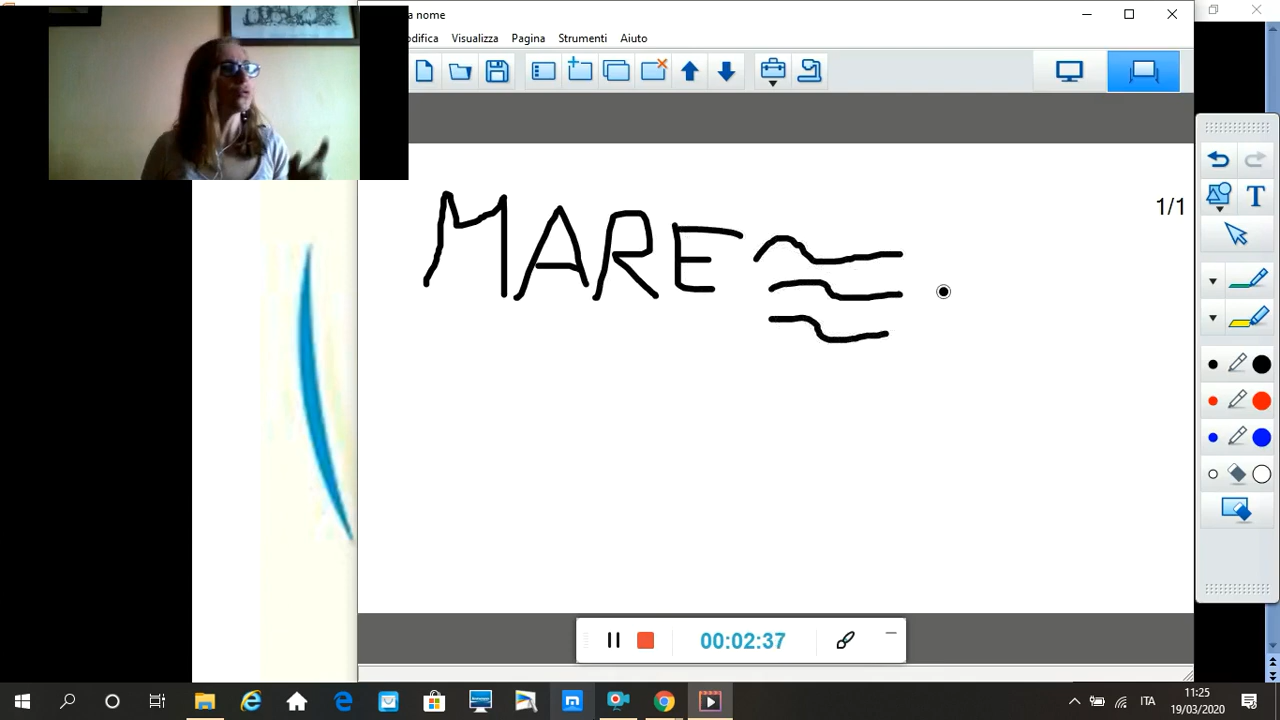 a nome
odifica Visualizza Pagina Strumenti Aiuto
1/1
MARE
T
00:02:37
ITA
11:25
19/03/2020